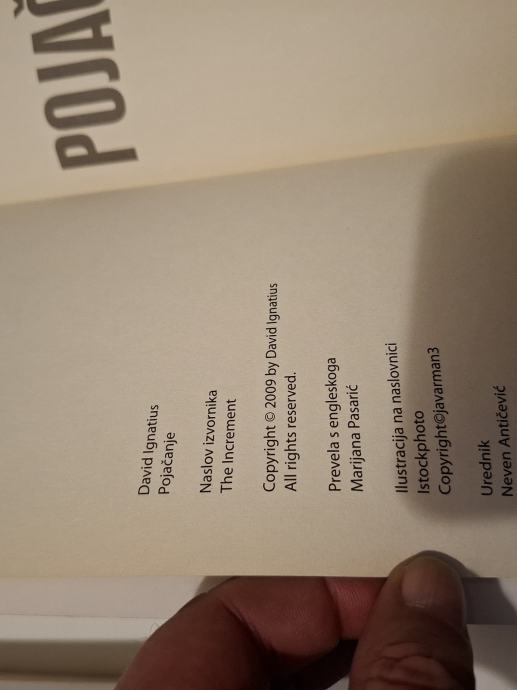 POJAČ
David Ignatius
Pojačanje
Naslov izvornika
The Increment
Copyright © 2009 by David Ignatius
All rights reserved.
Prevela s engleskoga
Marijana Pasarić
Ilustracija na naslovnici
Istockphoto
Copyright©javarman3
Urednik
Neven Antičević